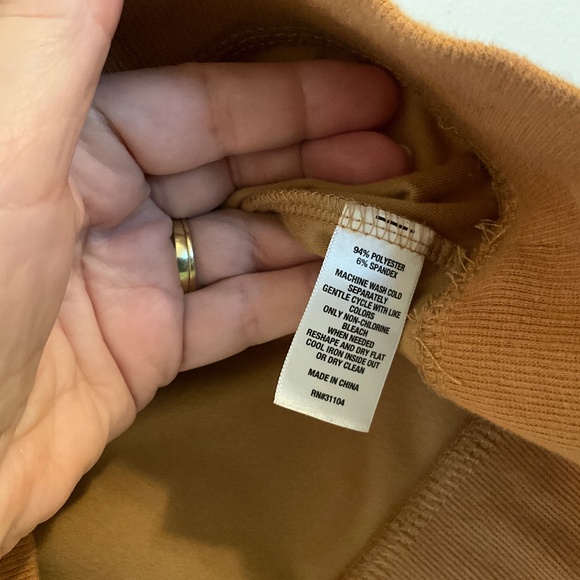 94% POLYESTER
6% SPANDEX
MACHINE WASH COLD
SEPARATELY
GENTLE CYCLE WITH LIKE
COLORS
ONLY NON-CHLORINE
BLEACH
WHEN NEEDED
RESHAPE AND DRY FLAT
COOL IRON INSIDE OUT
OR DRY CLEAN
MADE IN CHINA
RN#31104